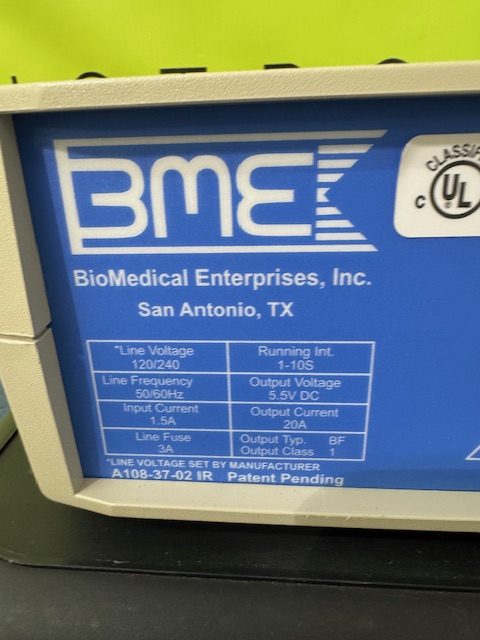 BME
CLASSIFI
C UL
BioMedical Enterprises, Inc.
San Antonio, TX
*Line Voltage
120/240
Running Int.
1-10S
Line Frequency
50/60Hz
Output Voltage
5.5V DC
Input Current
1.5A
Output Current
20A
Line Fuse
3A
Output Typ. BF
Output Class 1
*LINE VOLTAGE SET BY MANUFACTURER
A108-37-02 IR Patent Pending